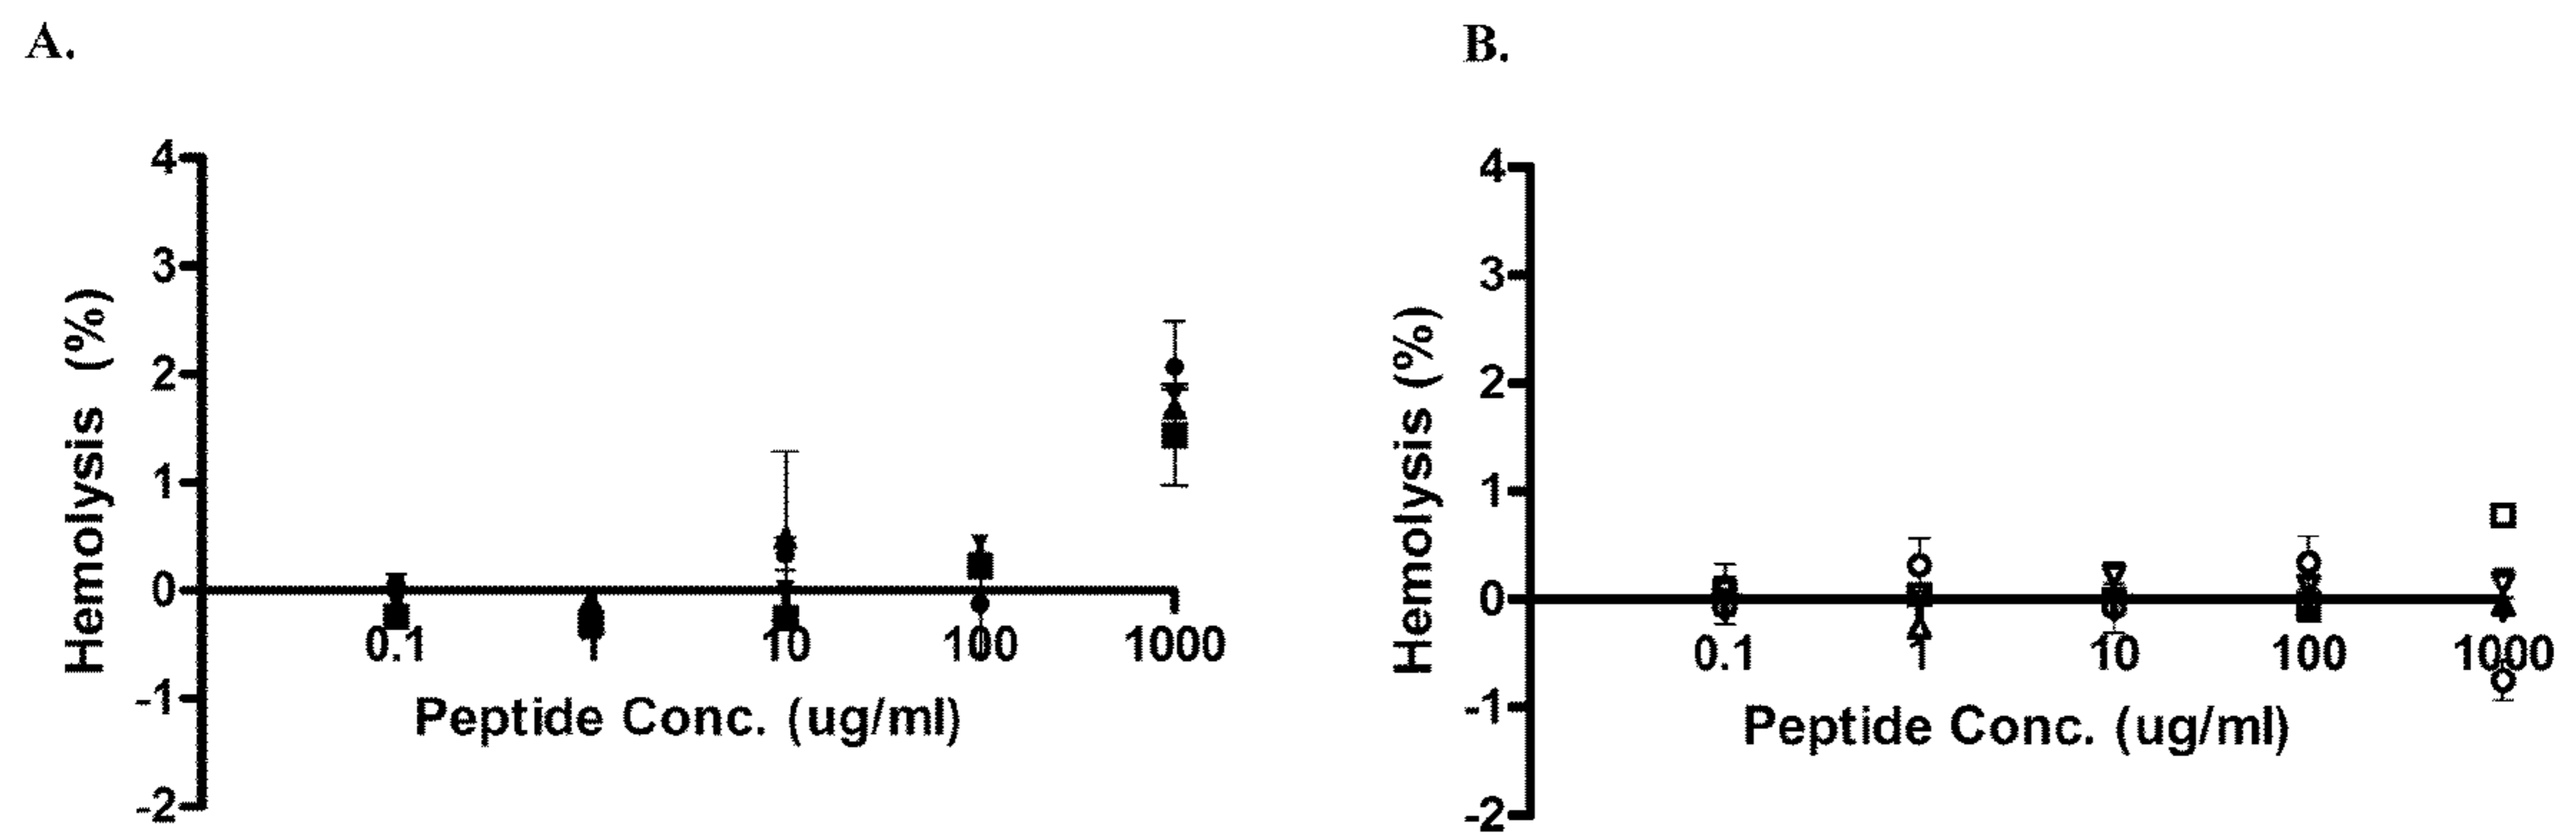 A.
4
3
2
1
0
-1
-2
Hemolysis (%)
0.1 1 10 100 1000
Peptide Conc. (ug/ml)
B.
4
3
2
1
0
-1
-2
Hemolysis (%)
0.1 1 10 100 1000
Peptide Conc. (ug/ml)